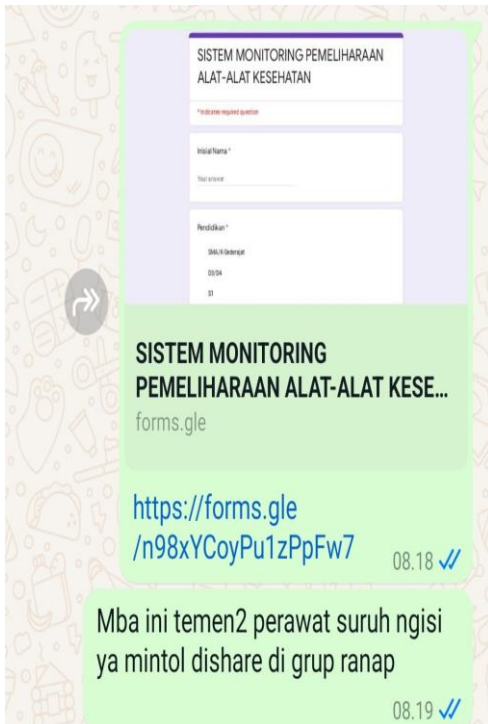 SISTEM MONITORING PEMELIHARAAN
ALAT-ALAT KESEHATAN
* Indicates required question
Inisial Nama *
Your answer
Pendidikan *
SMA/K-Sederajat
D3/D4
S1
SISTEM MONITORING
PEMELIHARAAN ALAT-ALAT KESE...
forms.gle
https://forms.gle
/n98xYCoyPu1zPpFw7
08.18
Mba ini temen2 perawat suruh ngisi
ya mintol dishare di grup ranap
08.19